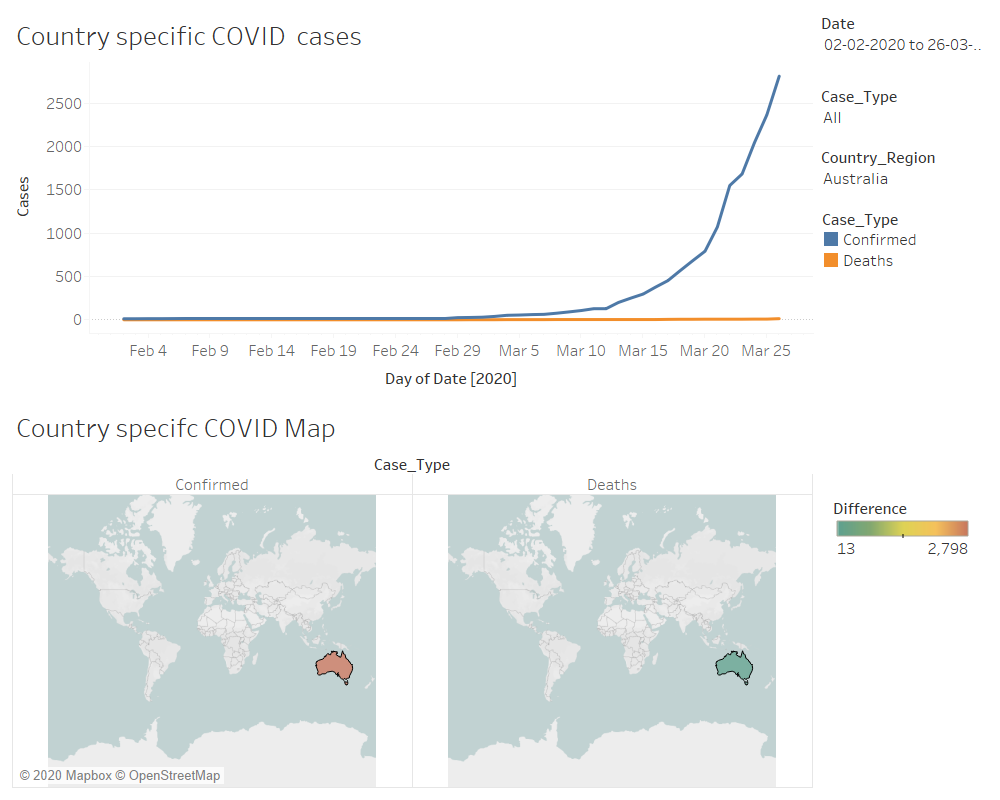 Country specific COVID  cases
Date
02-02-2020 to 26-03-..
Case_Type
All
Country_Region
Australia
Case_Type
Confirmed
Deaths
Cases
2500
2000
1500
1000
500
0
Feb 4 Feb 9 Feb 14 Feb 19 Feb 24 Feb 29 Mar 5 Mar 10 Mar 15 Mar 20 Mar 25
Day of Date [2020]
Country specifc COVID Map
Case_Type
Confirmed Deaths
Difference
13 2,798
© 2020 Mapbox © OpenStreetMap